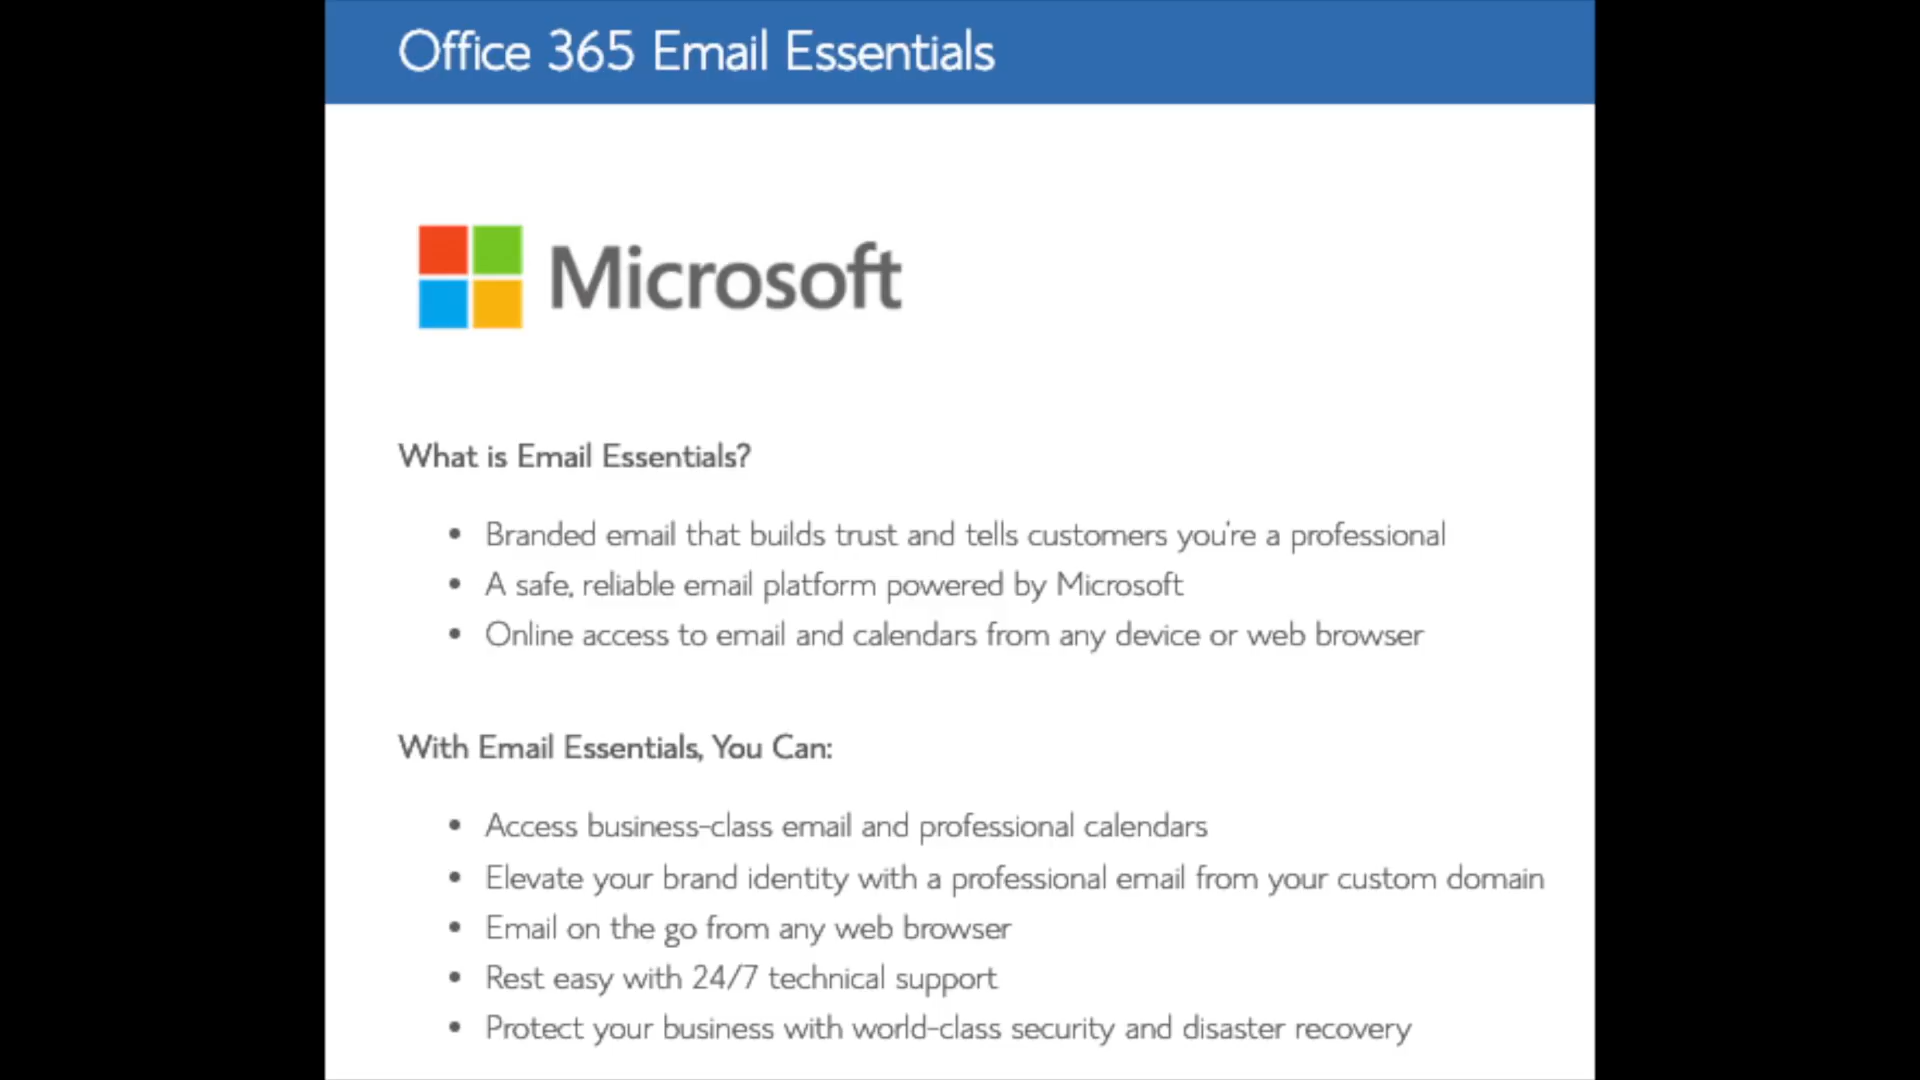 Office 365 Email Essentials
Microsoft
What is Email Essentials?
• Branded email that builds trust and tells customers you're a professional
• A safe, reliable email platform powered by Microsoft
• Online access to email and calendars from any device or web browser
With Email Essentials, You Can:
• Access business-class email and professional calendars
• Elevate your brand identity with a professional email from your custom domain
• Email on the go from any web browser
• Rest easy with 24/7 technical support
• Protect your business with world-class security and disaster recovery